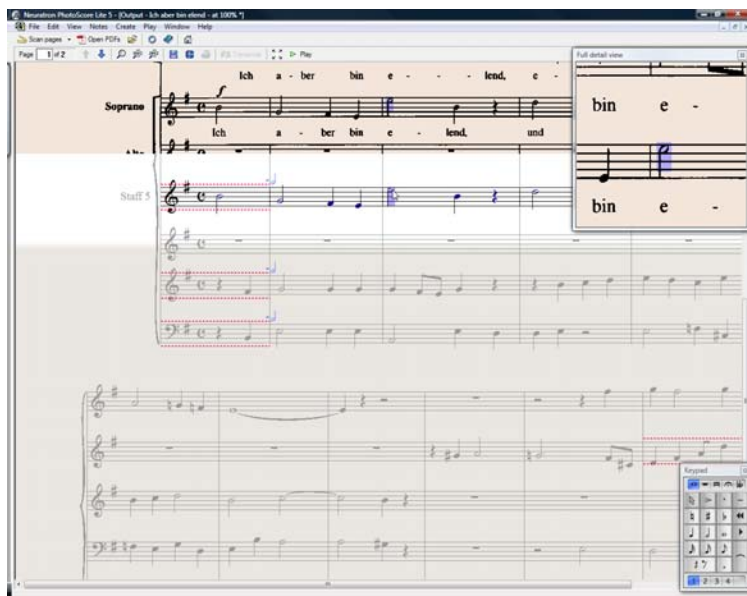 Neuratron PhotoScore Lite 5 - [Output - Ich aber bin elend - at 100% *]
File Edit View Notes Create Play Window Help
Scan pages Open PDFs
Page 1 of 2 Play
Full detail view
Ich a - ber bin e - lend, e -
Soprano
Ich a - ber bin e - lend, und
Alto
bin e -
bin e -
Staff 5
Keypad
1 2 3 4